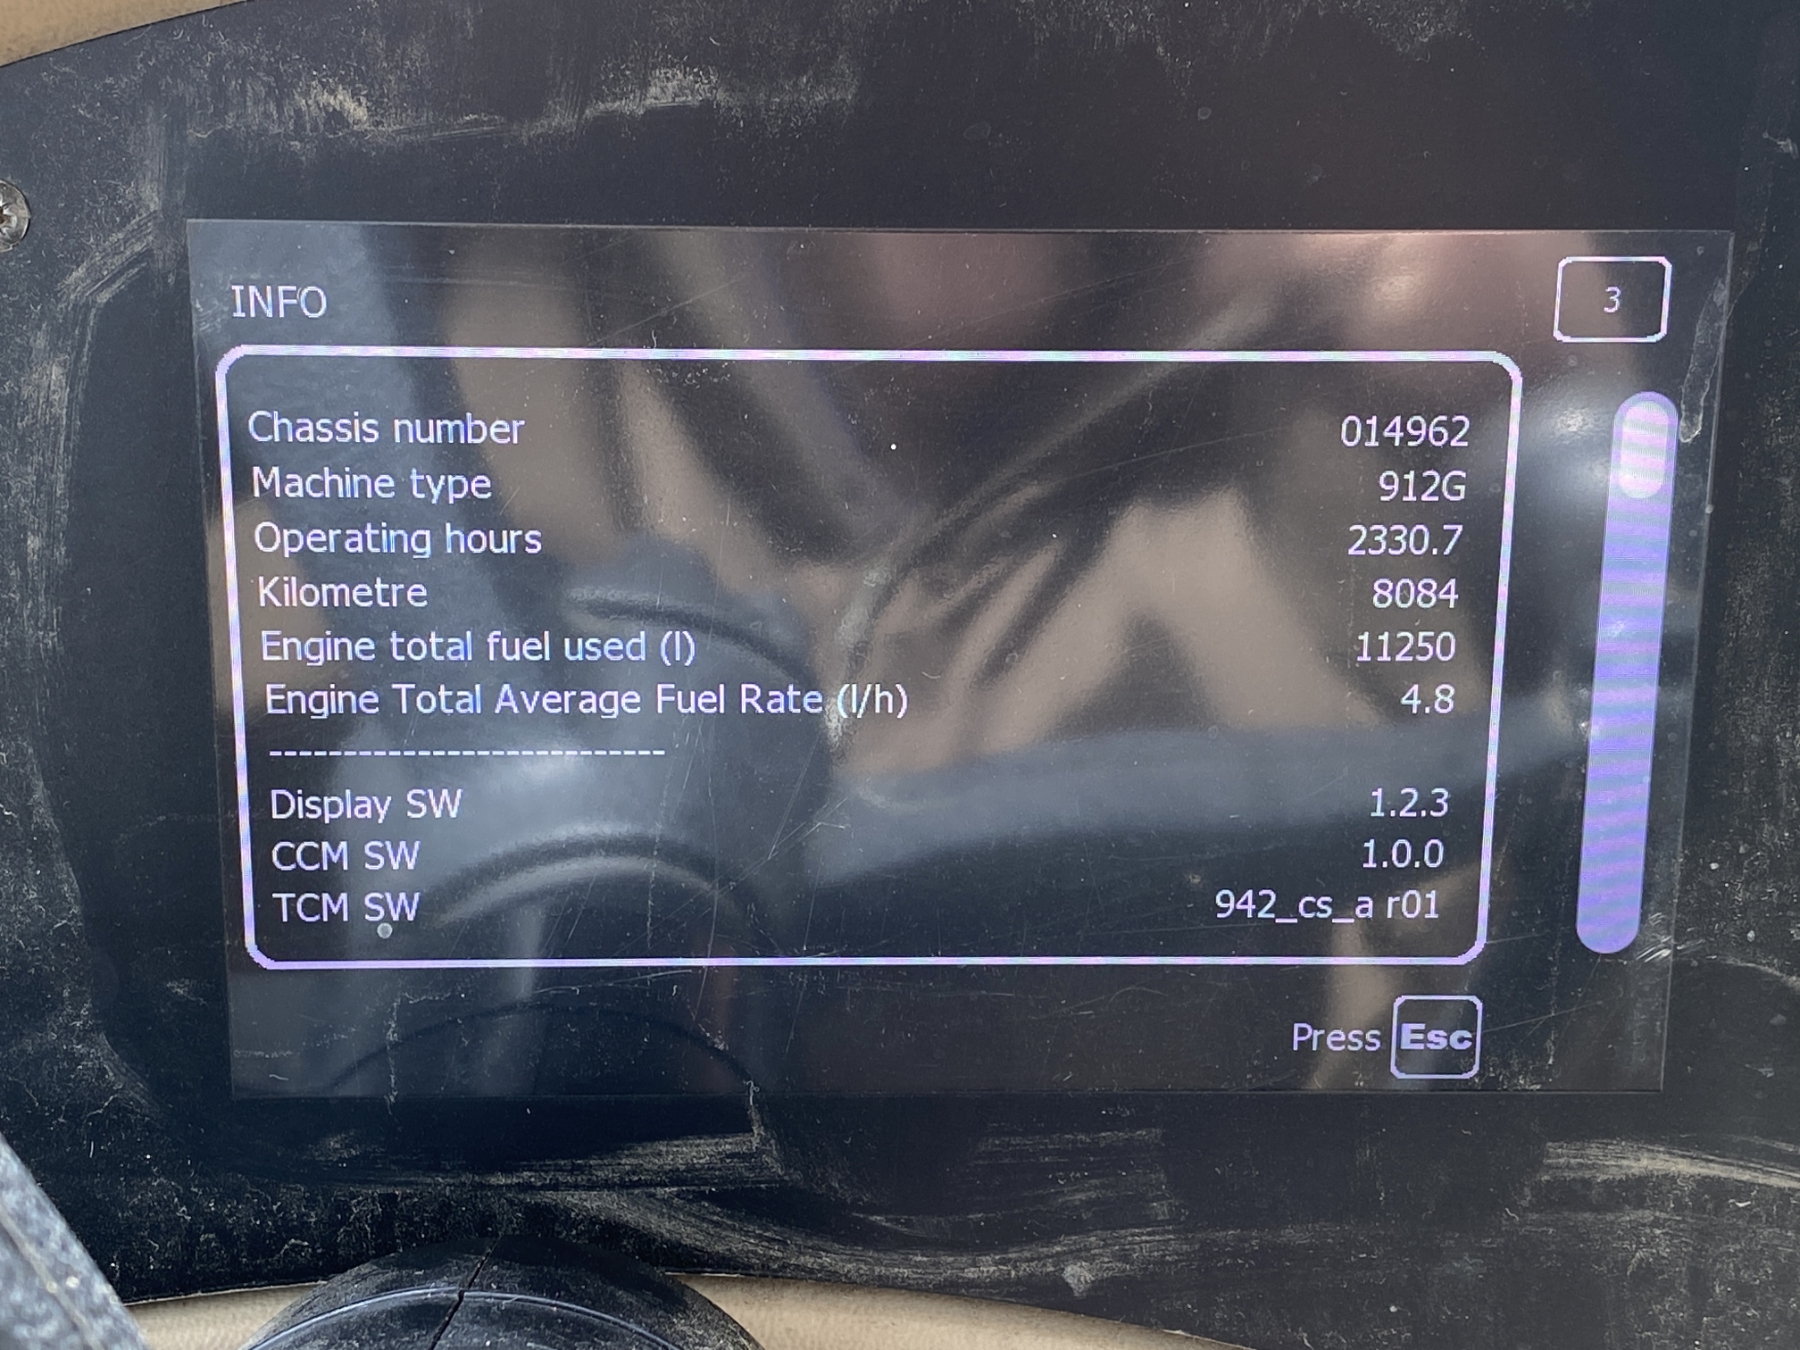 INFO 3
Chassis number 014962
Machine type 912G
Operating hours 2330.7
Kilometre 8084
Engine total fuel used (l) 11250
Engine Total Average Fuel Rate (l/h) 4.8
---------------------------
Display SW 1.2.3
CCM SW 1.0.0
TCM SW 942_cs_a r01
Press Esc